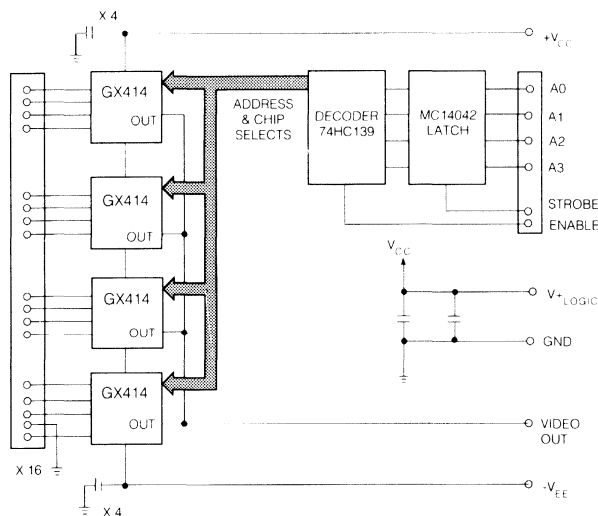 X 4
+VCC
GX414
OUT
ADDRESS
& CHIP
SELECTS
DECODER
74HC139
MC14042
LATCH
A0
A1
A2
A3
STROBE
ENABLE
GX414
OUT
VCC
V+LOGIC
GX414
OUT
GND
GX414
OUT
VIDEO
OUT
X 16
-VEE
X 4